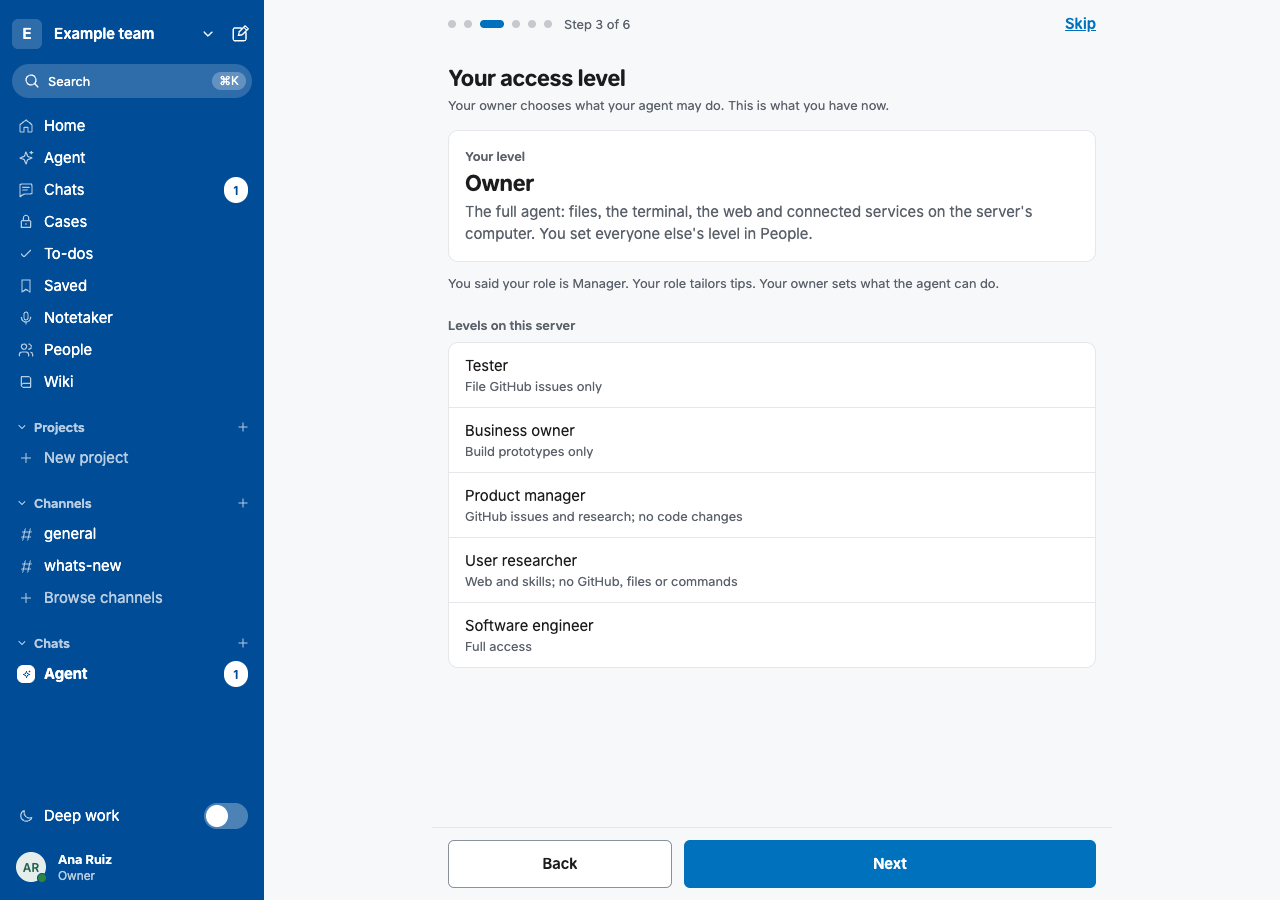 E
Example team
Search
⌘K
Home
Agent
Chats
1
Cases
To-dos
Saved
Notetaker
People
Wiki
Projects
New project
Channels
# general
# whats-new
Browse channels
Chats
Agent
1
Deep work
AR
Ana Ruiz
Owner
Step 3 of 6
Skip
Your access level
Your owner chooses what your agent may do. This is what you have now.
Your level
Owner
The full agent: files, the terminal, the web and connected services on the server's
computer. You set everyone else's level in People.
You said your role is Manager. Your role tailors tips. Your owner sets what the agent can do.
Levels on this server
Tester
File GitHub issues only
Business owner
Build prototypes only
Product manager
GitHub issues and research; no code changes
User researcher
Web and skills; no GitHub, files or commands
Software engineer
Full access
Back
Next